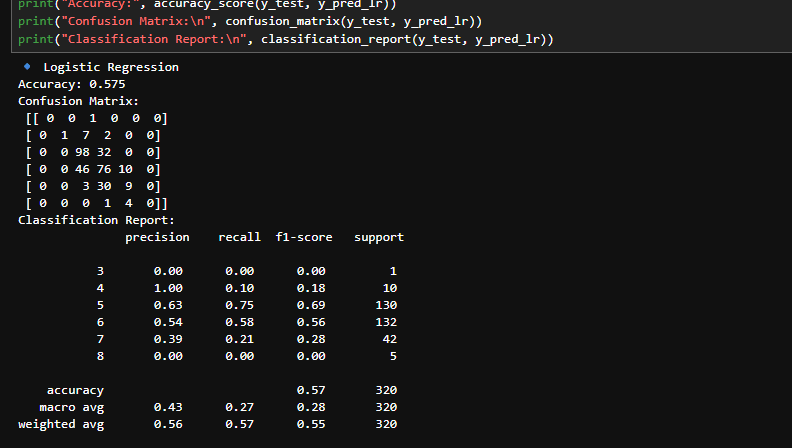 print("Accuracy:", accuracy_score(y_test, y_pred_lr))
print("Confusion Matrix:\n", confusion_matrix(y_test, y_pred_lr))
print("Classification Report:\n", classification_report(y_test, y_pred_lr))
🔹 Logistic Regression
Accuracy: 0.575
Confusion Matrix:
 [[ 0  0  1  0  0  0]
 [ 0  1  7  2  0  0]
 [ 0  0 98 32  0  0]
 [ 0  0 46 76 10  0]
 [ 0  0  3 30  9  0]
 [ 0  0  0  1  4  0]]
Classification Report:
               precision    recall  f1-score   support
           3       0.00      0.00      0.00         1
           4       1.00      0.10      0.18        10
           5       0.63      0.75      0.69       130
           6       0.54      0.58      0.56       132
           7       0.39      0.21      0.28        42
           8       0.00      0.00      0.00         5
    accuracy                           0.57       320
   macro avg       0.43      0.27      0.28       320
weighted avg       0.56      0.57      0.55       320